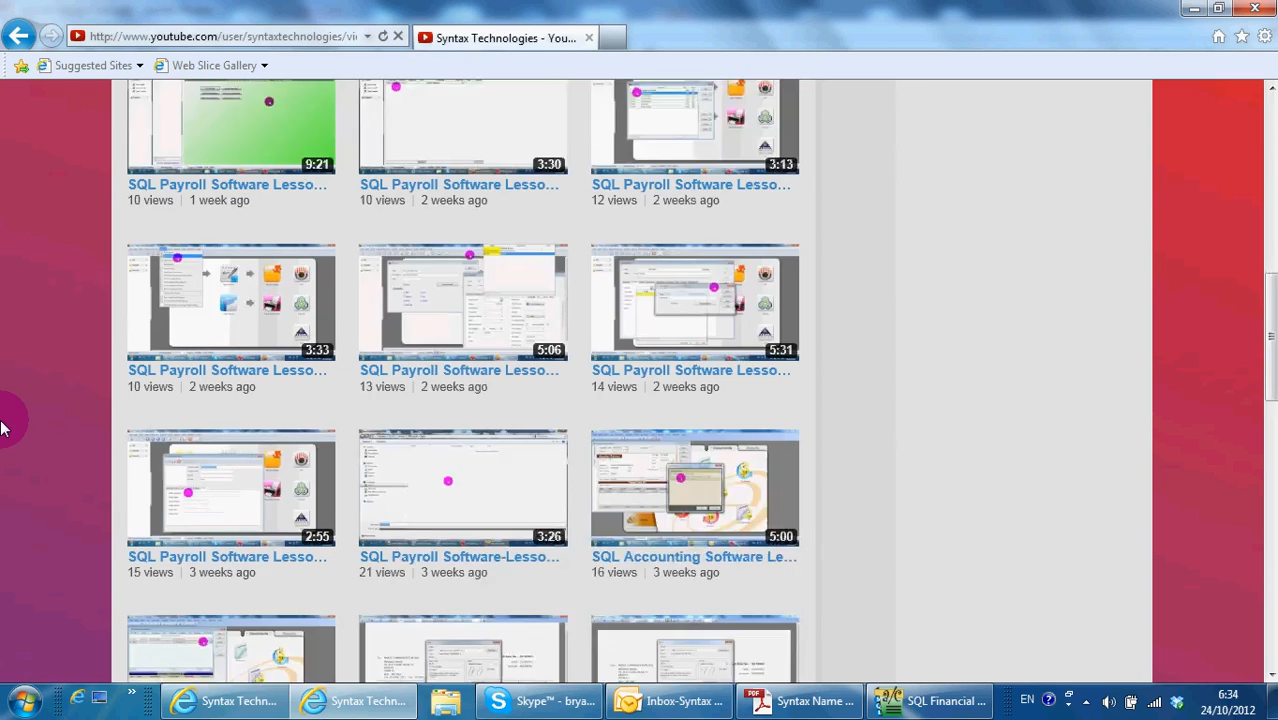 http://www.youtube.com/user/syntaxtechnologies/vi
Syntax Technologies - You...
Suggested Sites
Web Slice Gallery
9:21
3:30
3:13
SQL Payroll Software Lesso...
SQL Payroll Software Lesso...
SQL Payroll Software Lesso...
10 views | 1 week ago
10 views | 2 weeks ago
12 views | 2 weeks ago
3:33
5:06
5:31
SQL Payroll Software Lesso...
SQL Payroll Software Lesso...
SQL Payroll Software Lesso...
10 views | 2 weeks ago
13 views | 2 weeks ago
14 views | 2 weeks ago
2:55
3:26
5:00
SQL Payroll Software Lesso...
SQL Payroll Software-Lesso...
SQL Accounting Software Le...
15 views | 3 weeks ago
21 views | 3 weeks ago
16 views | 3 weeks ago
Syntax Techn...
Syntax Techn...
Skype™ - brya...
Inbox-Syntax ...
Syntax Name ...
SQL Financial ...
EN
6:34
24/10/2012